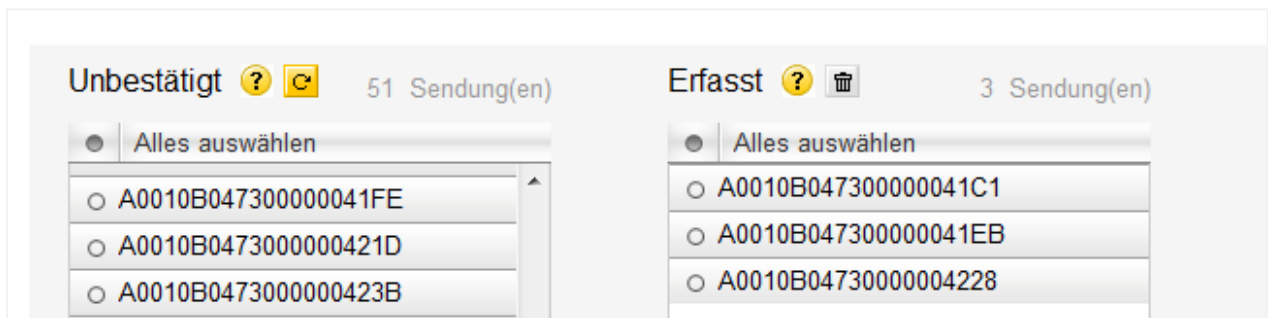 Unbestätigt ? 51 Sendung(en)
Alles auswählen
A0010B047300000041FE
A0010B0473000000421D
A0010B0473000000423B
Erfasst ? 3 Sendung(en)
Alles auswählen
A0010B047300000041C1
A0010B047300000041EB
A0010B04730000004228